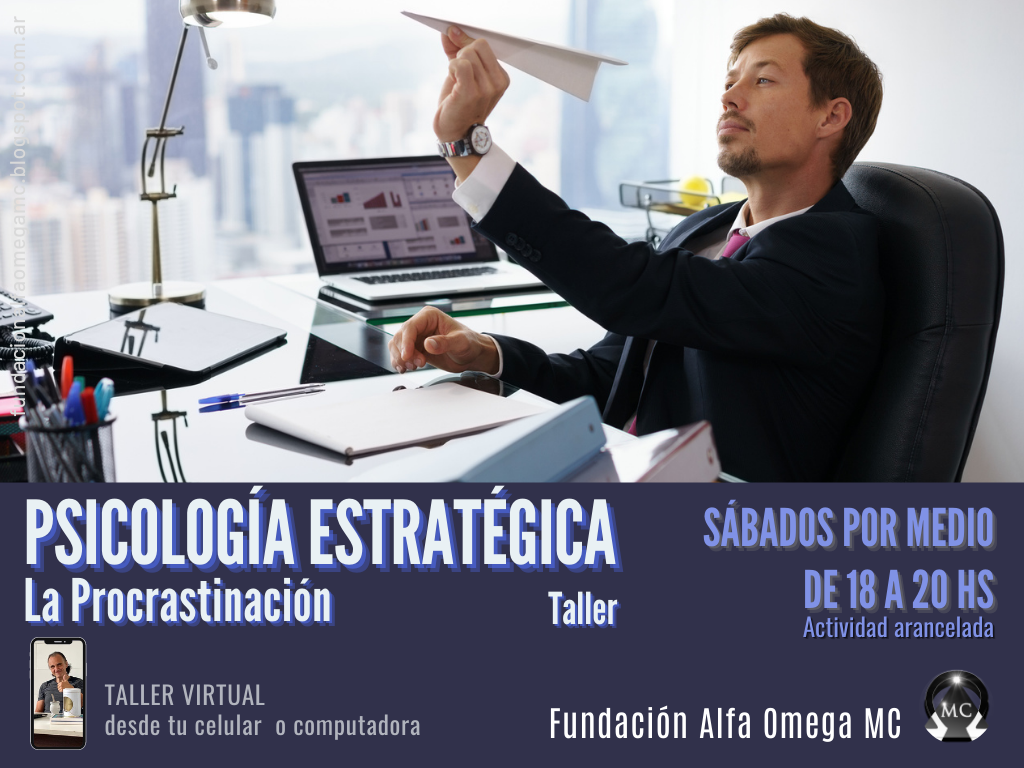 fundacionalfaomegamc.blogspot.com.ar
PSICOLOGÍA ESTRATÉGICA
La Procrastinación
Taller
SÁBADOS POR MEDIO
DE 18 A 20 HS
Actividad arancelada
TALLER VIRTUAL
desde tu celular o computadora
Fundación Alfa Omega MC
MC